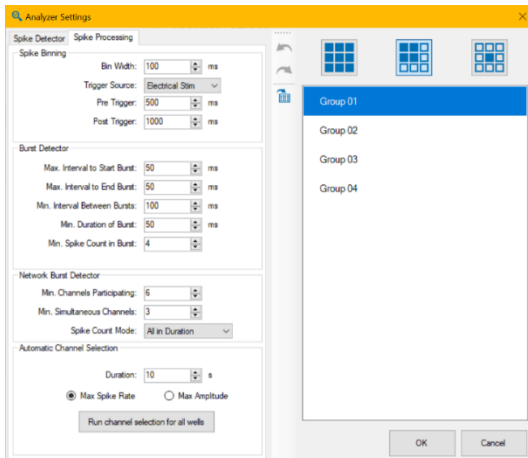 Analyzer Settings
Spike Detector Spike Processing
Spike Binning
Bin Width: 100 ms
Trigger Source: Electrical Stim
Pre Trigger: 500 ms
Post Trigger: 1000 ms
Burst Detector
Max. Interval to Start Burst: 50 ms
Max. Interval to End Burst: 50 ms
Min. Interval Between Bursts: 100 ms
Min. Duration of Burst: 50 ms
Min. Spike Count in Burst: 4
Network Burst Detector
Min. Channels Participating: 6
Min. Simultaneous Channels: 3
Spike Count Mode: All in Duration
Automatic Channel Selection
Duration: 10 s
Max Spike Rate Max Amplitude
Run channel selection for all wells
Group 01
Group 02
Group 03
Group 04
OK Cancel